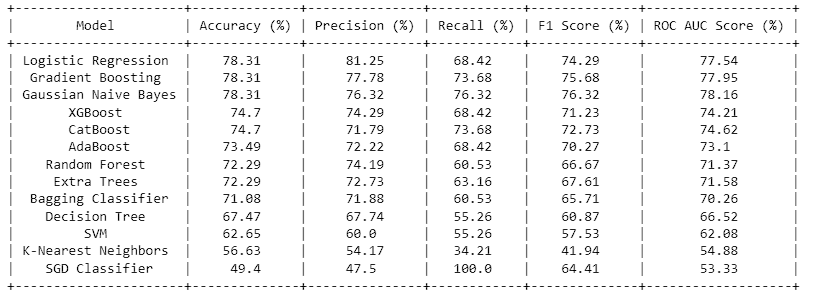 +----------------------+--------------+---------------+------------+--------------+-------------------+
| Model | Accuracy (%) | Precision (%) | Recall (%) | F1 Score (%) | ROC AUC Score (%) |
+----------------------+--------------+---------------+------------+--------------+-------------------+
| Logistic Regression | 78.31 | 81.25 | 68.42 | 74.29 | 77.54 |
| Gradient Boosting | 78.31 | 77.78 | 73.68 | 75.68 | 77.95 |
| Gaussian Naive Bayes | 78.31 | 76.32 | 76.32 | 76.32 | 78.16 |
| XGBoost | 74.7 | 74.29 | 68.42 | 71.23 | 74.21 |
| CatBoost | 74.7 | 71.79 | 73.68 | 72.73 | 74.62 |
| AdaBoost | 73.49 | 72.22 | 68.42 | 70.27 | 73.1 |
| Random Forest | 72.29 | 74.19 | 60.53 | 66.67 | 71.37 |
| Extra Trees | 72.29 | 72.73 | 63.16 | 67.61 | 71.58 |
| Bagging Classifier | 71.08 | 71.88 | 60.53 | 65.71 | 70.26 |
| Decision Tree | 67.47 | 67.74 | 55.26 | 60.87 | 66.52 |
| SVM | 62.65 | 60.0 | 55.26 | 57.53 | 62.08 |
| K-Nearest Neighbors | 56.63 | 54.17 | 34.21 | 41.94 | 54.88 |
| SGD Classifier | 49.4 | 47.5 | 100.0 | 64.41 | 53.33 |
+----------------------+--------------+---------------+------------+--------------+-------------------+